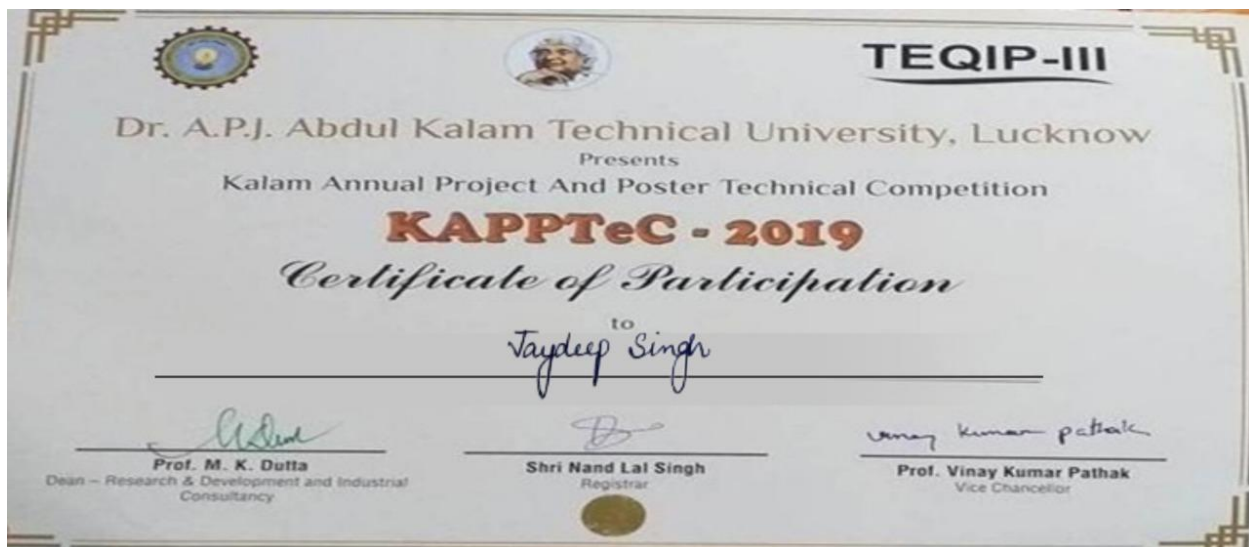 TEQIP-III
Dr. A.P.J. Abdul Kalam Technical University, Lucknow
Presents
Kalam Annual Project And Poster Technical Competition
KAPPTeC - 2019
Certificate of Participation
to
Jaydeep Singh
vinay kumar pathak
Prof. M. K. Dutta
Dean – Research & Development and Industrial
Consultancy
Shri Nand Lal Singh
Registrar
Prof. Vinay Kumar Pathak
Vice Chancellor